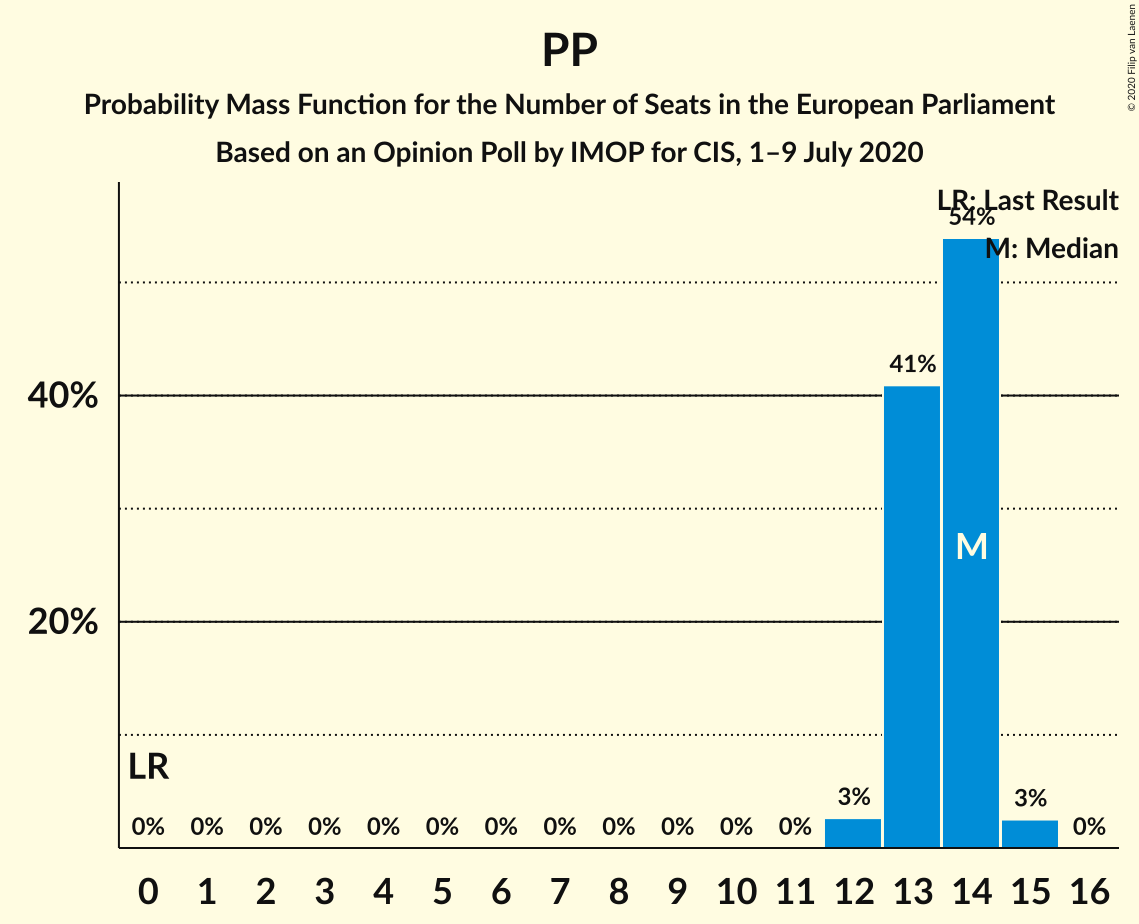 PP
Probability Mass Function for the Number of Seats in the European Parliament
Based on an Opinion Poll by IMOP for CIS, 1–9 July 2020
© 2020 Filip van Laenen
LR: Last Result
54%
M: Median
41%
40%
M
20%
LR
3%
3%
0% 0% 0% 0% 0% 0% 0% 0% 0% 0% 0% 0% 0%
0 1 2 3 4 5 6 7 8 9 10 11 12 13 14 15 16